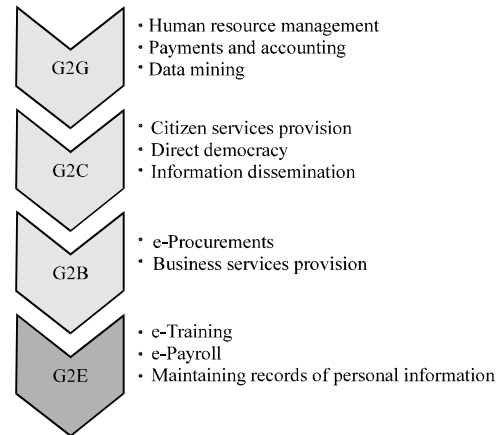 G2G
• Human resource management
• Payments and accounting
• Data mining
G2C
• Citizen services provision
• Direct democracy
• Information dissemination
G2B
• e-Procurements
• Business services provision
G2E
• e-Training
• e-Payroll
• Maintaining records of personal information